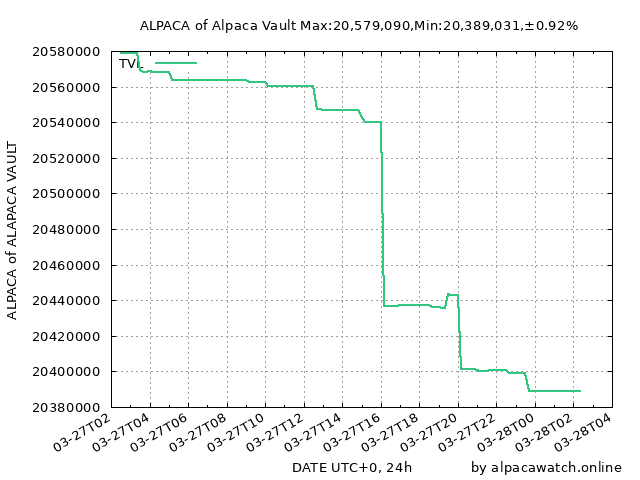 ALPACA of Alpaca Vault Max:20,579,090,Min:20,389,031,±0.92%
20580000
TVL
20560000
20540000
20520000
20500000
20480000
20460000
20440000
20420000
20400000
20380000
ALPACA of ALAPACA VAULT
03-27T02
03-27T04
03-27T06
03-27T08
03-27T10
03-27T12
03-27T14
03-27T16
03-27T18
03-27T20
03-27T22
03-28T00
03-28T02
03-28T04
DATE UTC+0, 24h
by alpacawatch.online